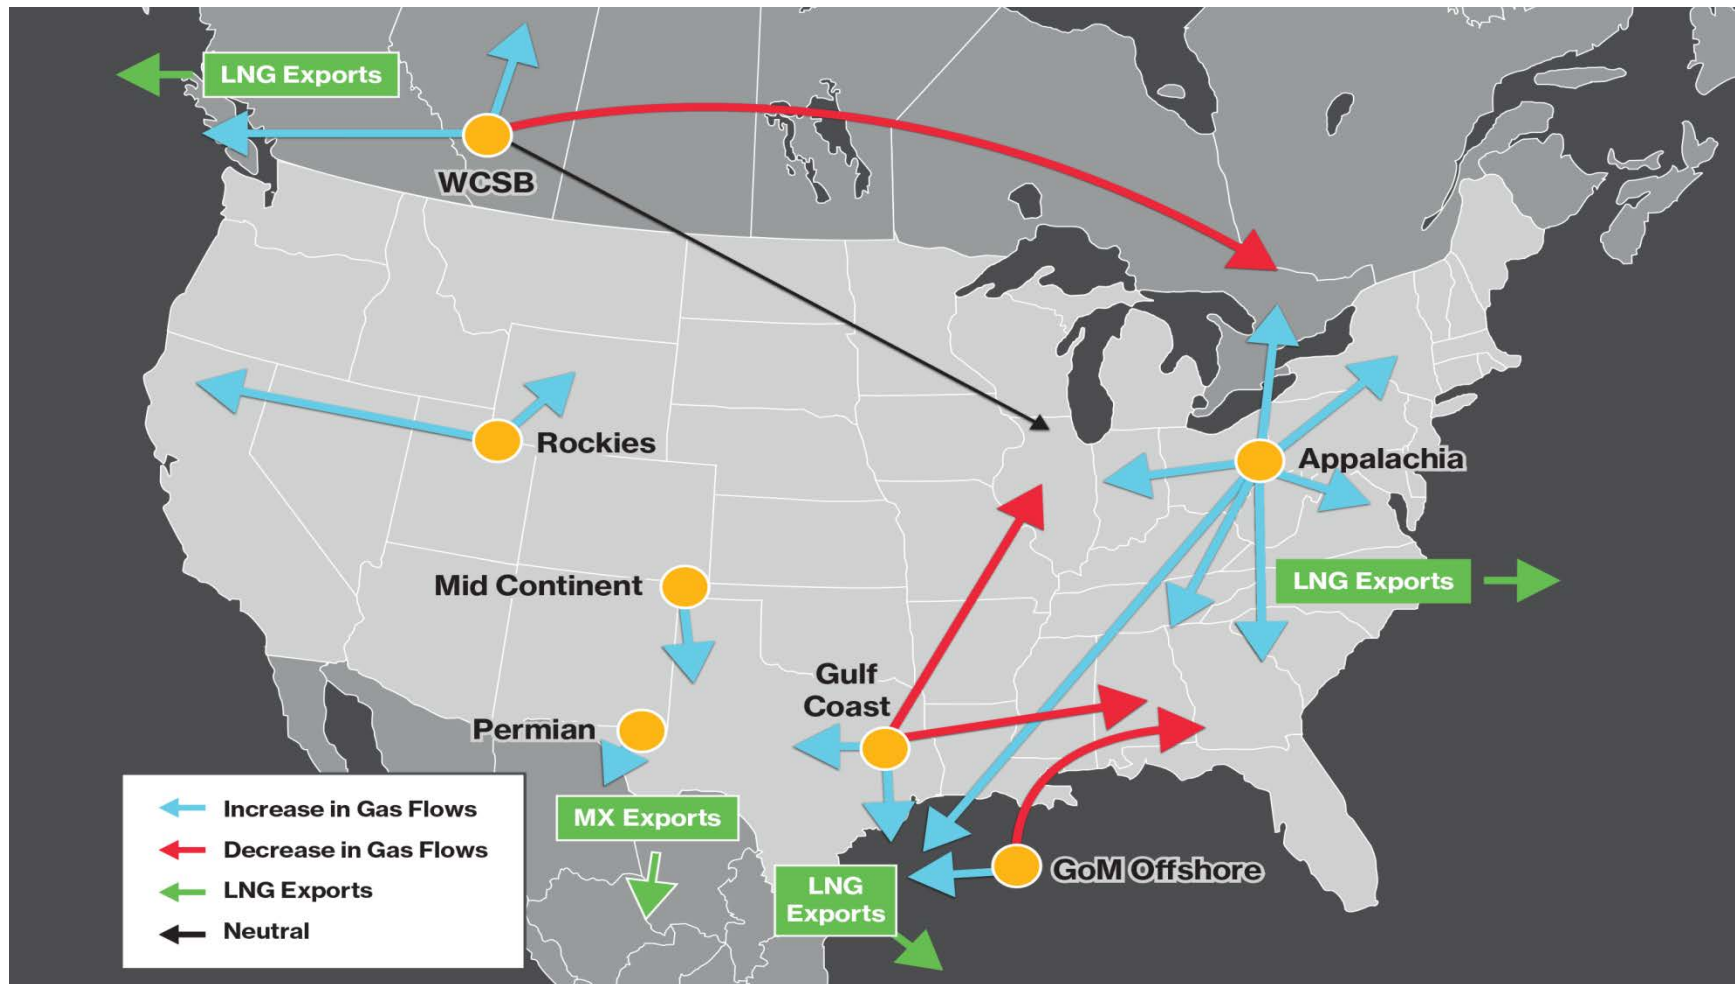 LNG Exports
WCSB
Rockies
Appalachia
Mid Continent
LNG Exports
Gulf
Coast
Permian
MX Exports
GoM Offshore
LNG
Exports
Increase in Gas Flows
Decrease in Gas Flows
LNG Exports
Neutral